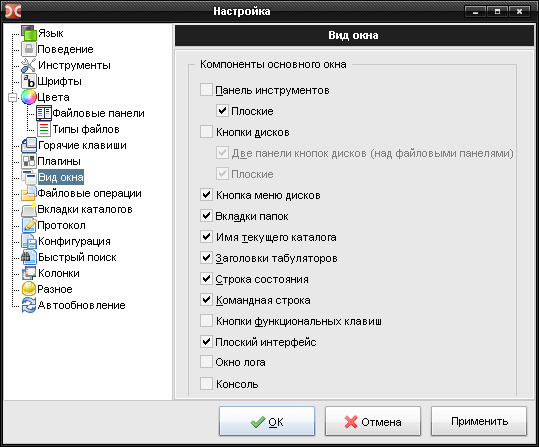 Настройка
Язык
Поведение
Инструменты
Шрифты
Цвета
Файловые панели
Типы файлов
Горячие клавиши
Плагины
Вид окна
Файловые операции
Вкладки каталогов
Протокол
Конфигурация
Быстрый поиск
Колонки
Разное
Автообновление
Вид окна
Компоненты основного окна
Панель инструментов
Плоские
Кнопки дисков
Две панели кнопок дисков (над файловыми панелями)
Плоские
Кнопка меню дисков
Вкладки папок
Имя текущего каталога
Заголовки табуляторов
Строка состояния
Командная строка
Кнопки функциональных клавиш
Плоский интерфейс
Окно лога
Консоль
OK
Отмена
Применить